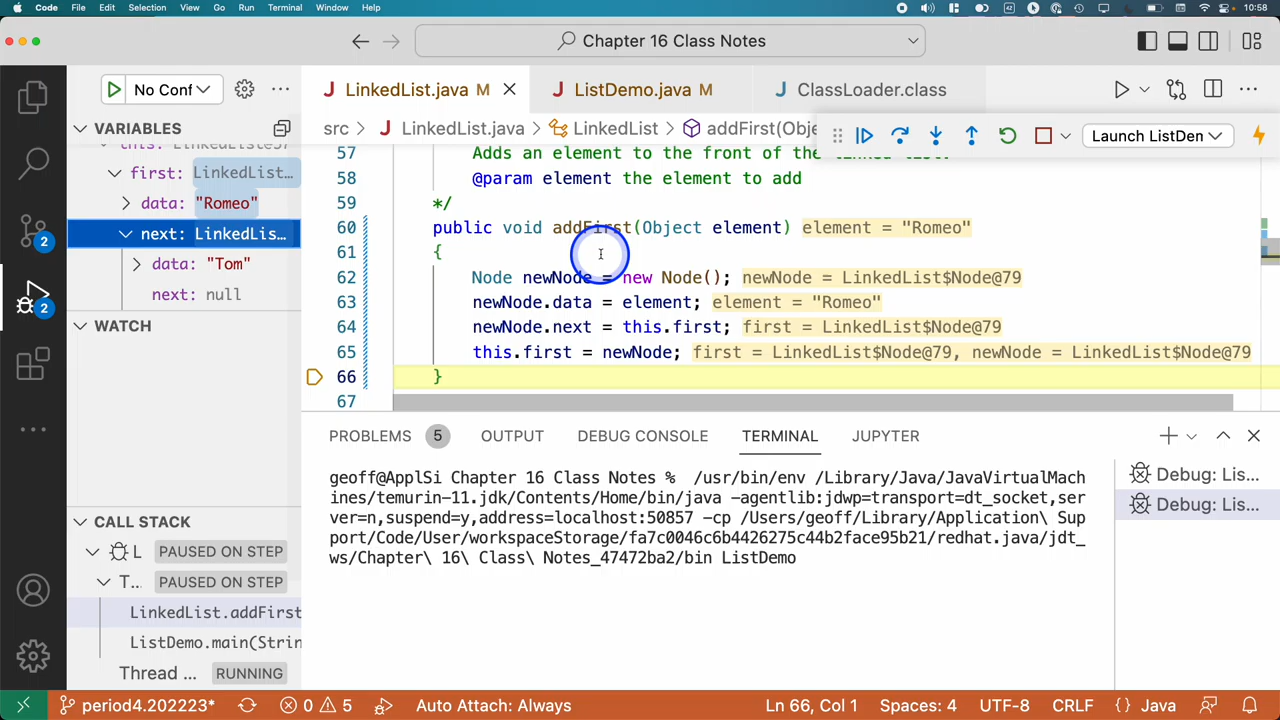 Code File Edit Selection View Go Run Terminal Window Help 10:58
Chapter 16 Class Notes
No Conf
LinkedList.java M
ListDemo.java M
ClassLoader.class
VARIABLES
src > LinkedList.java > LinkedList > addFirst(Obje
Launch ListDen
this: LinkedList@57
first: LinkedList...
data: "Romeo"
next: LinkedLis...
data: "Tom"
next: null
WATCH
57 Adds an element to the front of the linked list.
58 @param element the element to add
59 */
60 public void addFirst(Object element) element = "Romeo"
61 {
62 Node newNode = new Node(); newNode = LinkedList$Node@79
63 newNode.data = element; element = "Romeo"
64 newNode.next = this.first; first = LinkedList$Node@79
65 this.first = newNode; first = LinkedList$Node@79, newNode = LinkedList$Node@79
66 }
67
PROBLEMS 5 OUTPUT DEBUG CONSOLE TERMINAL JUPYTER
geoff@ApplSi Chapter 16 Class Notes % /usr/bin/env /Library/Java/JavaVirtualMach
ines/temurin-11.jdk/Contents/Home/bin/java -agentlib:jdwp=transport=dt_socket,ser
ver=n,suspend=y,address=localhost:50857 -cp /Users/geoff/Library/Application\ Sup
port/Code/User/workspaceStorage/fa7c0046c6b4426275c44b2face95b21/redhat.java/jdt_
ws/Chapter\ 16\ Class\ Notes_47472ba2/bin ListDemo
Debug: Lis...
Debug: Lis...
CALL STACK
L PAUSED ON STEP
T... PAUSED ON STEP
LinkedList.addFirst
ListDemo.main(Strin
Thread ... RUNNING
2
2
period4.202223* 0 5 Auto Attach: Always Ln 66, Col 1 Spaces: 4 UTF-8 CRLF {} Java